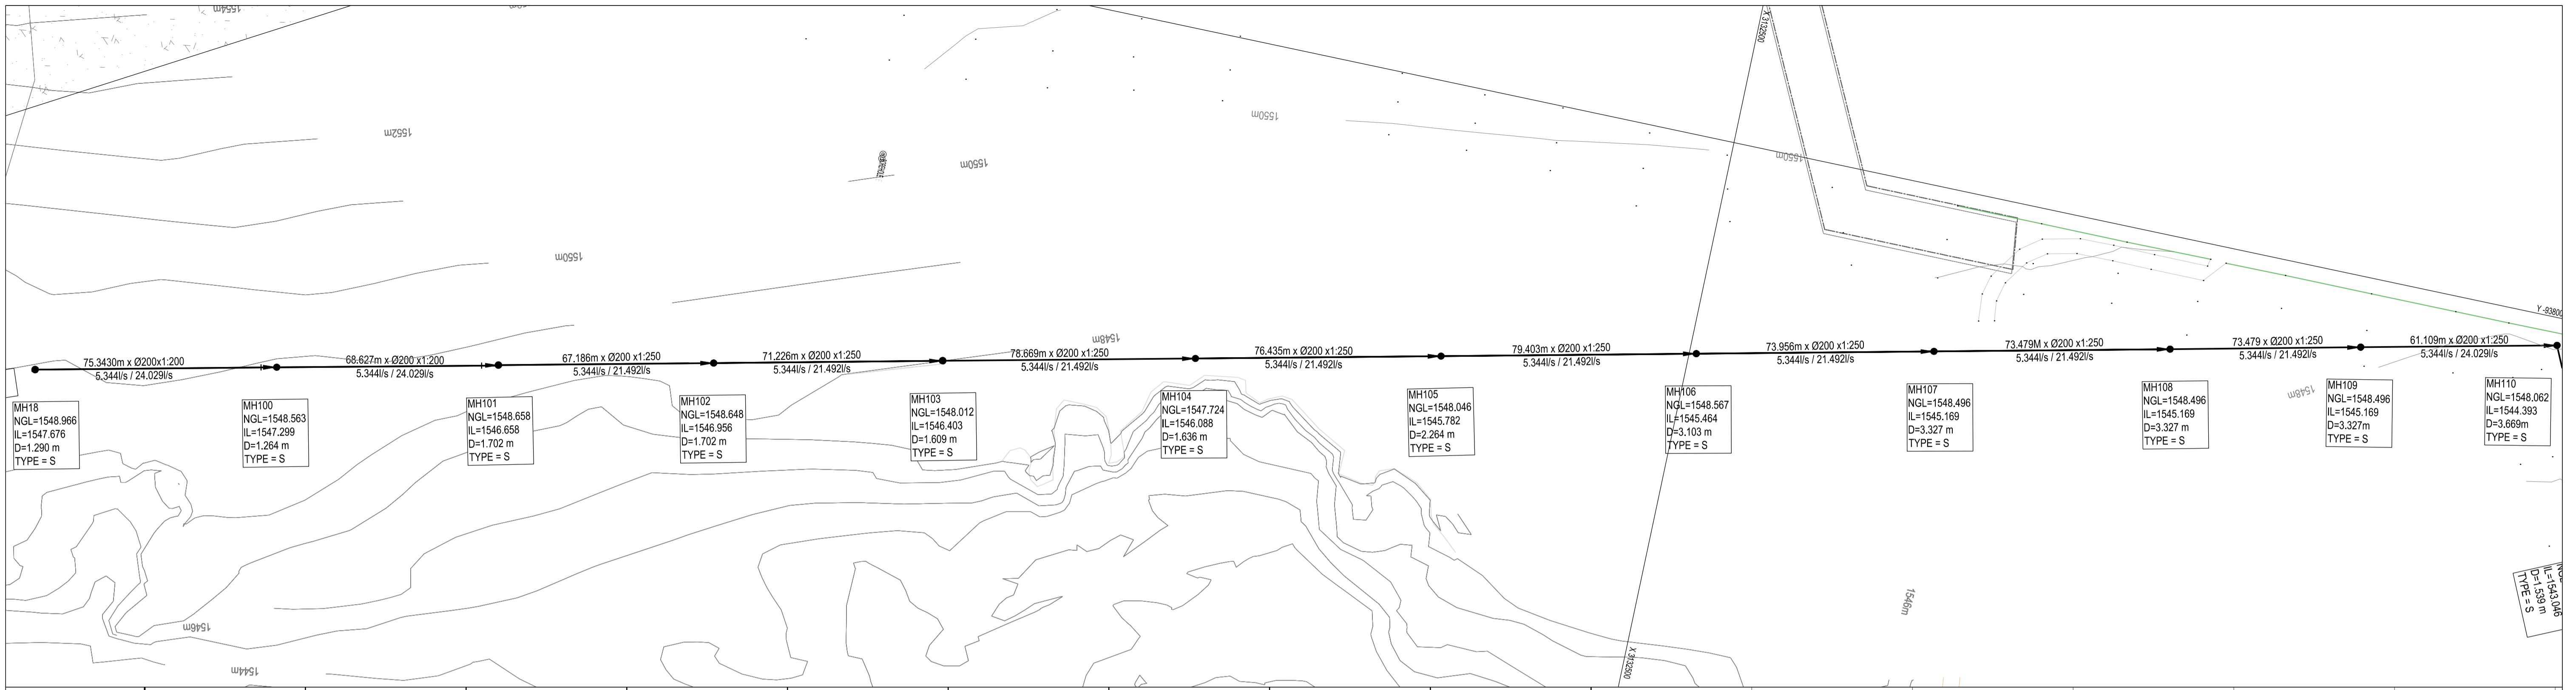 1554m
1552m
1550m
1550m
1550m
1550m
X 3132500
Y -93800
1548m
75.3430m x Ø200 x1:200
5.344l/s / 24.029l/s
68.627m x Ø200 x1:200
5.344l/s / 24.029l/s
67.186m x Ø200 x1:250
5.344l/s / 21.492l/s
71.226m x Ø200 x1:250
5.344l/s / 21.492l/s
78.669m x Ø200 x1:250
5.344l/s / 21.492l/s
76.435m x Ø200 x1:250
5.344l/s / 21.492l/s
79.403m x Ø200 x1:250
5.344l/s / 21.492l/s
73.956m x Ø200 x1:250
5.344l/s / 21.492l/s
73.479M x Ø200 x1:250
5.344l/s / 21.492l/s
73.479 x Ø200 x1:250
5.344l/s / 21.492l/s
61.109m x Ø200 x1:250
5.344l/s / 24.029l/s
MH18
NGL=1548.966
IL=1547.676
D=1.290 m
TYPE = S
MH100
NGL=1548.563
IL=1547.299
D=1.264 m
TYPE = S
MH101
NGL=1548.658
IL=1546.658
D=1.702 m
TYPE = S
MH102
NGL=1548.648
IL=1546.956
D=1.702 m
TYPE = S
MH103
NGL=1548.012
IL=1546.403
D=1.609 m
TYPE = S
MH104
NGL=1547.724
IL=1546.088
D=1.636 m
TYPE = S
MH105
NGL=1548.046
IL=1545.782
D=2.264 m
TYPE = S
MH106
NGL=1548.567
IL=1545.464
D=3.103 m
TYPE = S
MH107
NGL=1548.496
IL=1545.169
D=3.327 m
TYPE = S
MH108
NGL=1548.496
IL=1545.169
D=3.327 m
TYPE = S
MH109
NGL=1548.496
IL=1545.169
D=3.327m
TYPE = S
MH110
NGL=1548.062
IL=1544.393
D=3.669m
TYPE = S
1548m
IL=1543.046
D=1.539 m
TYPE = S
1546m
1546m
1544m
X 3132500